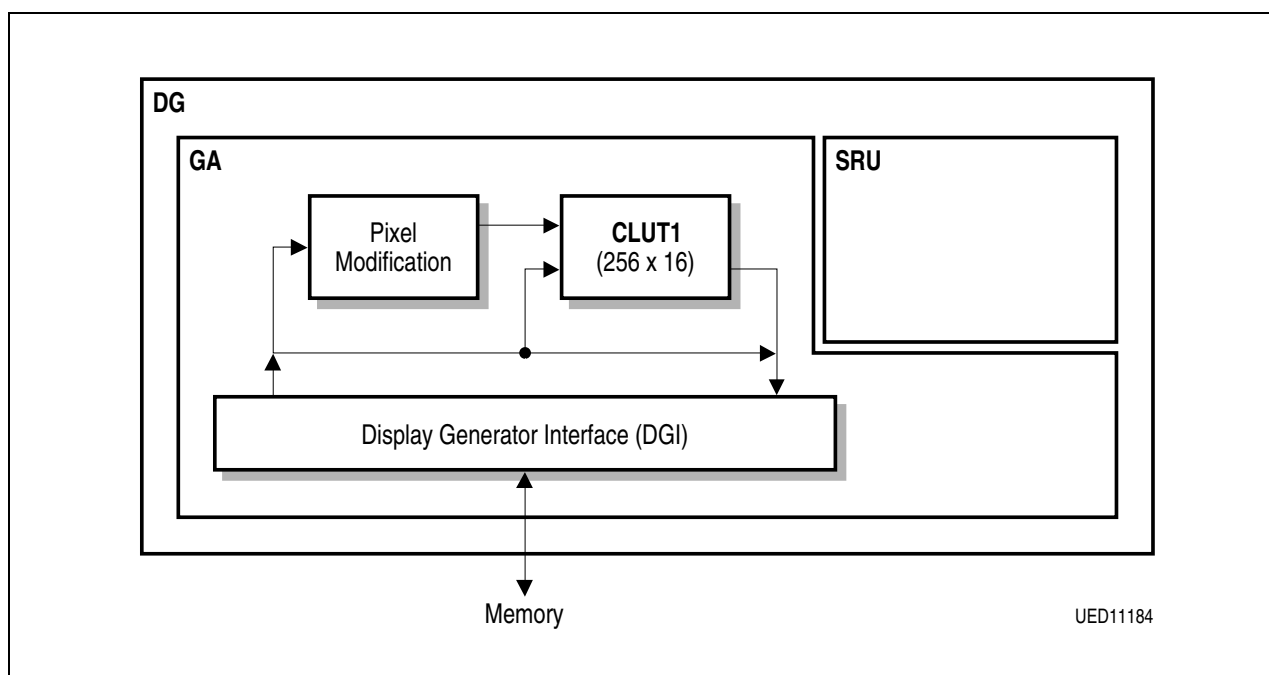 DG
GA
SRU
Pixel
Modification
CLUT1
(256 x 16)
Display Generator Interface (DGI)
Memory
UED11184